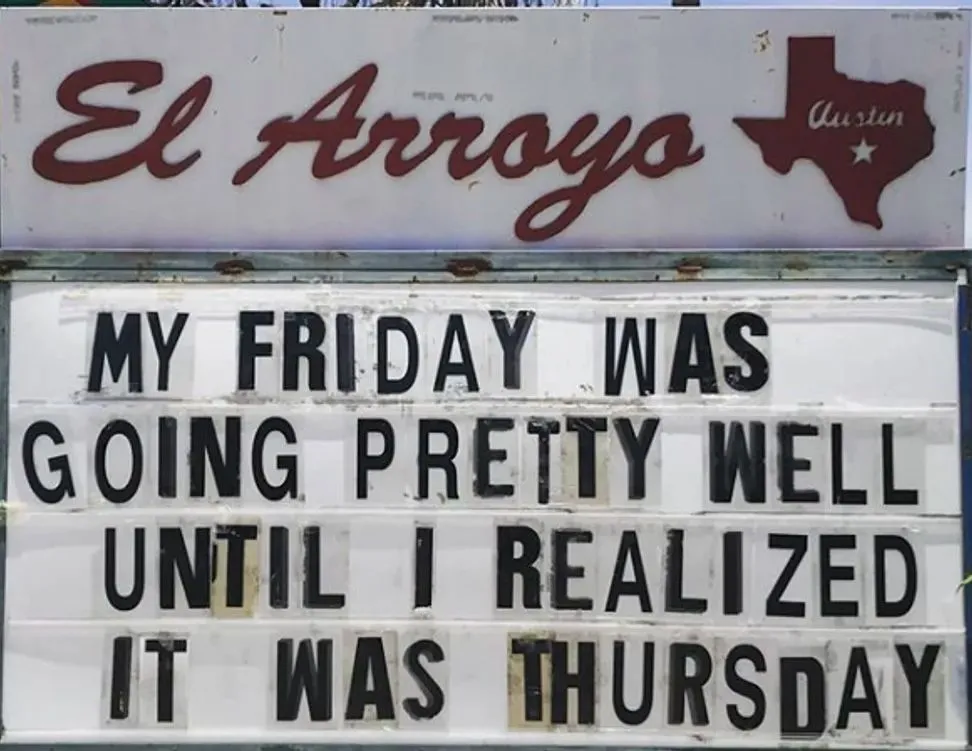 El Arroyo
Austin
MY FRIDAY WAS
GOING PRETTY WELL
UNTIL I REALIZED
IT WAS THURSDAY